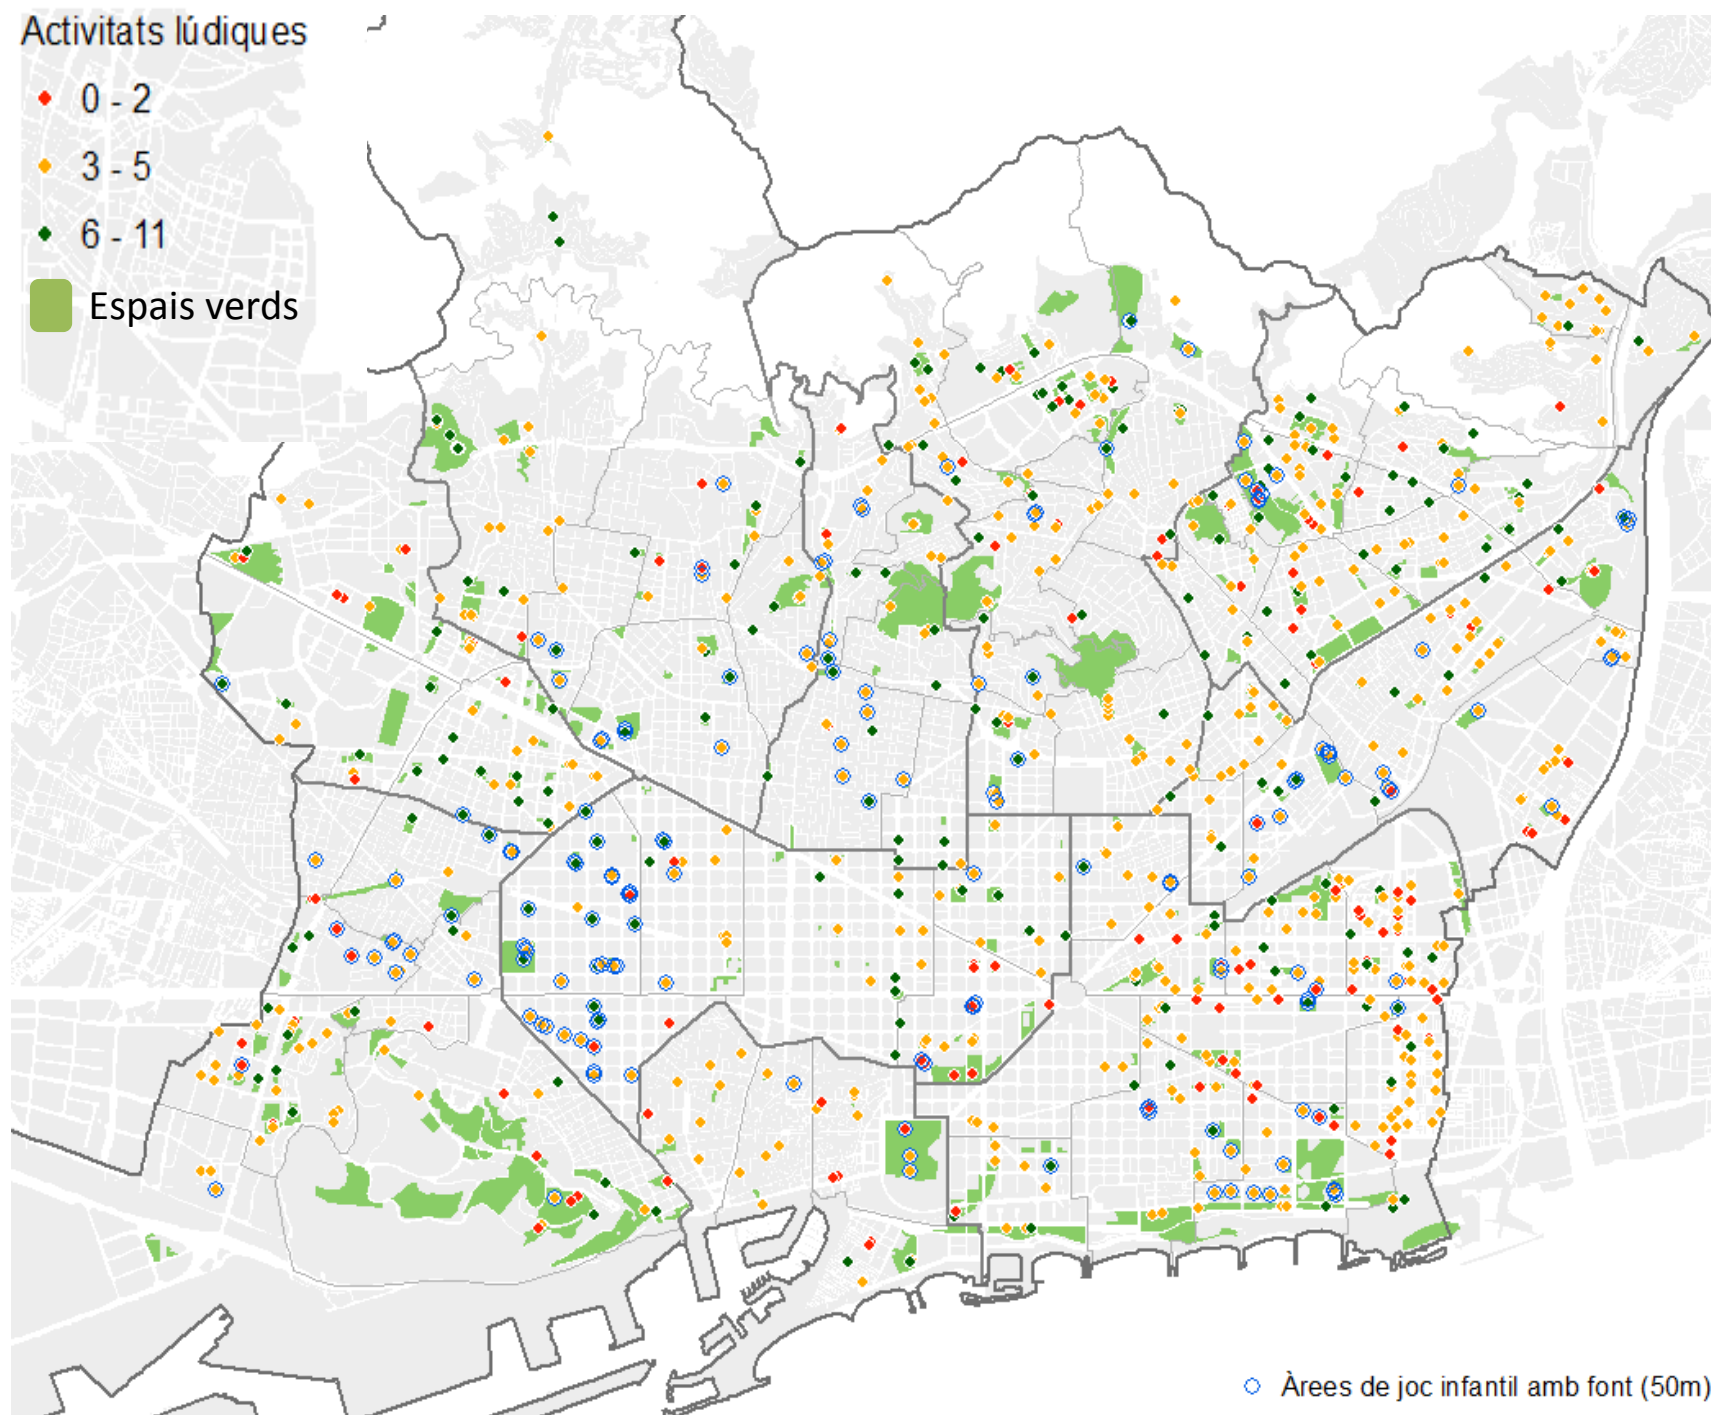 Activitats lúdiques
0 - 2
3 - 5
6 - 11
Espais verds
Àrees de joc infantil amb font (50m)